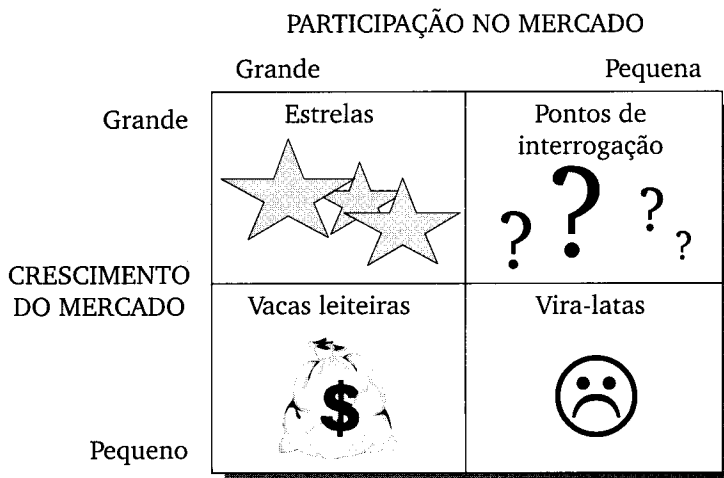 PARTICIPAÇÃO NO MERCADO
Grande Pequena
Grande
Estrelas
Pontos de
interrogação
? ? ? ?
CRESCIMENTO
DO MERCADO
Vacas leiteiras
Vira-latas
$
Pequeno